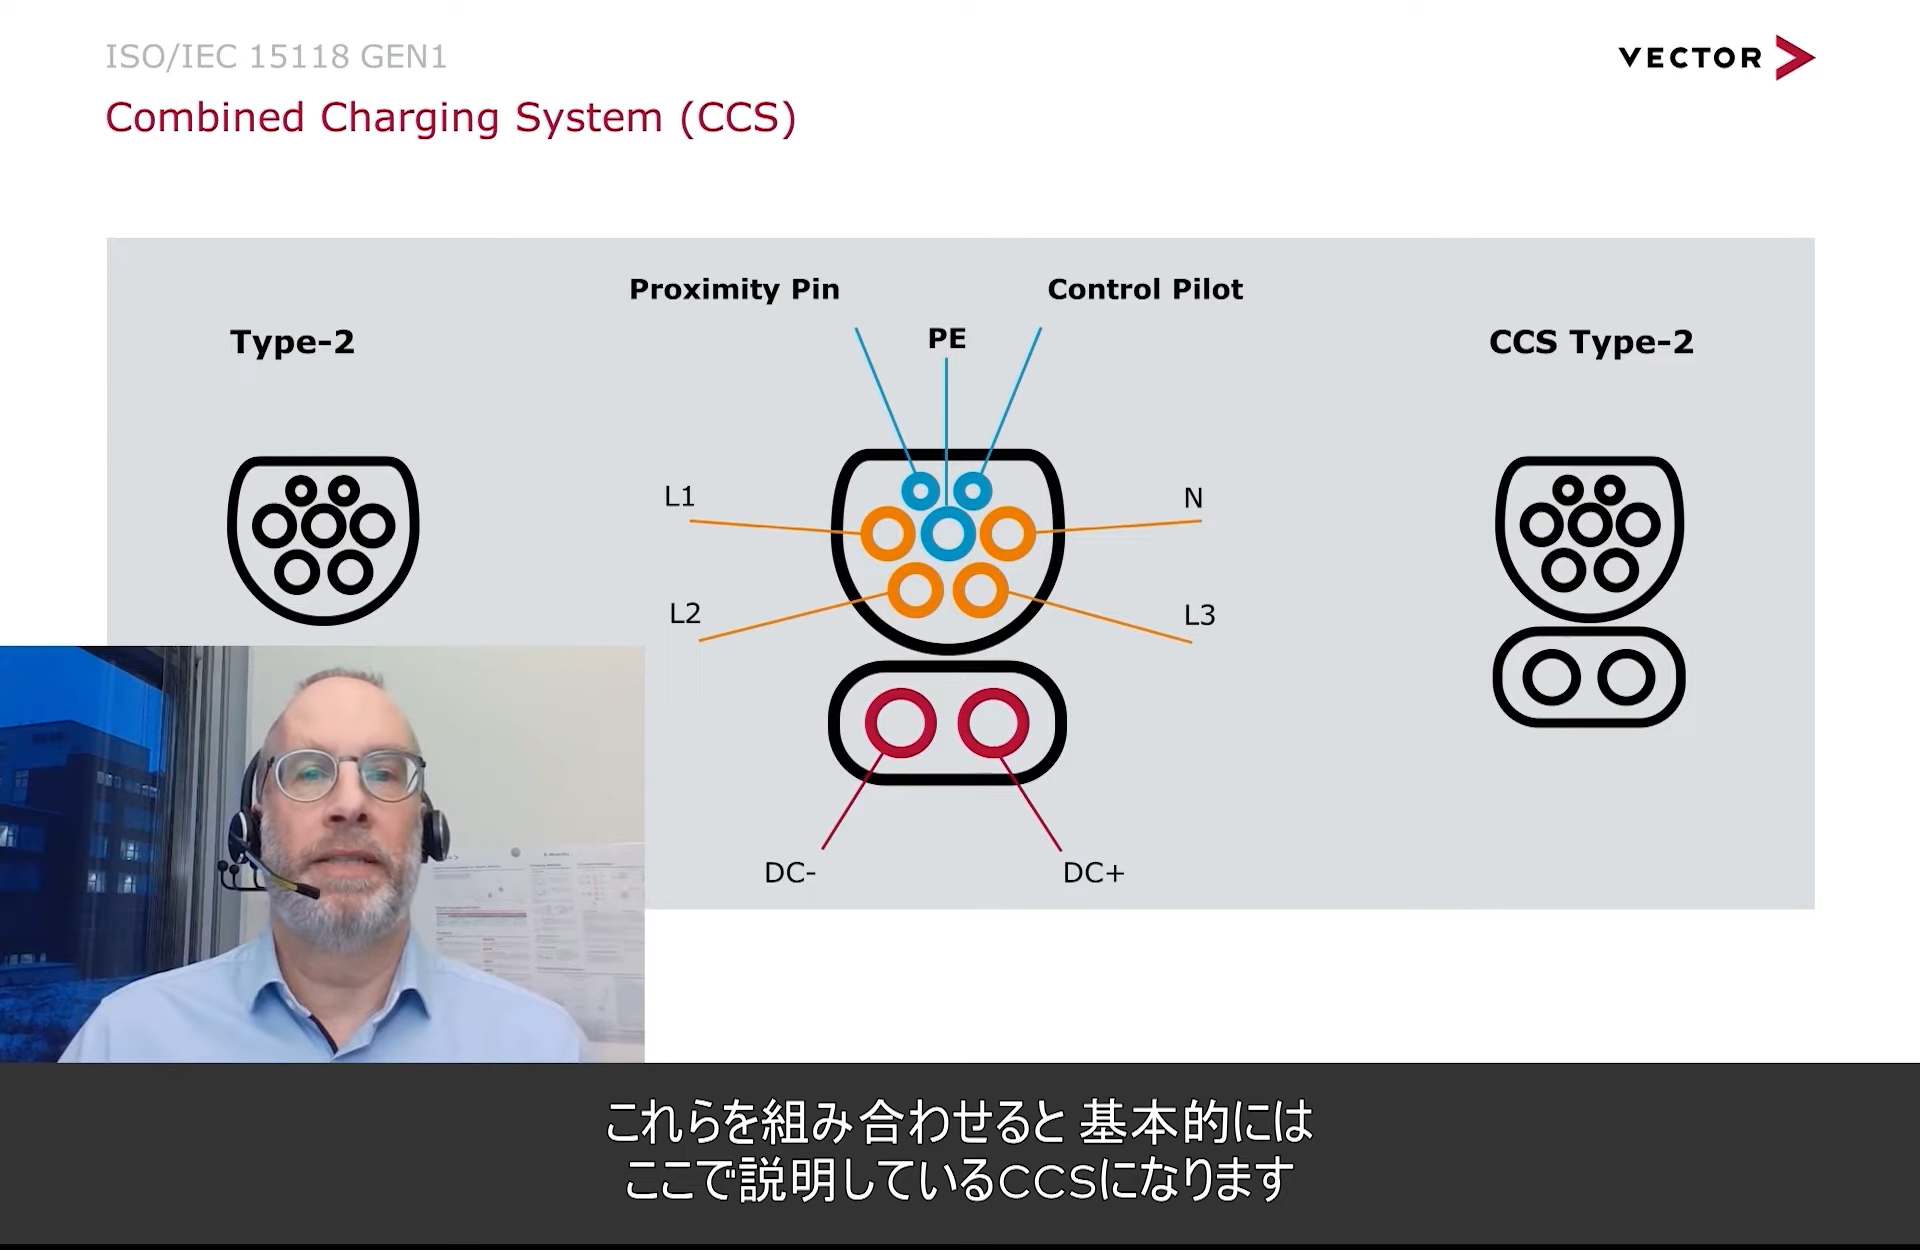 ISO/IEC 15118 GEN1
VECTOR
Combined Charging System (CCS)
Proximity Pin
Control Pilot
PE
Type-2
CCS Type-2
L1
N
L2
L3
DC-
DC+
これらを組み合わせると 基本的には
ここで説明しているCCSになります